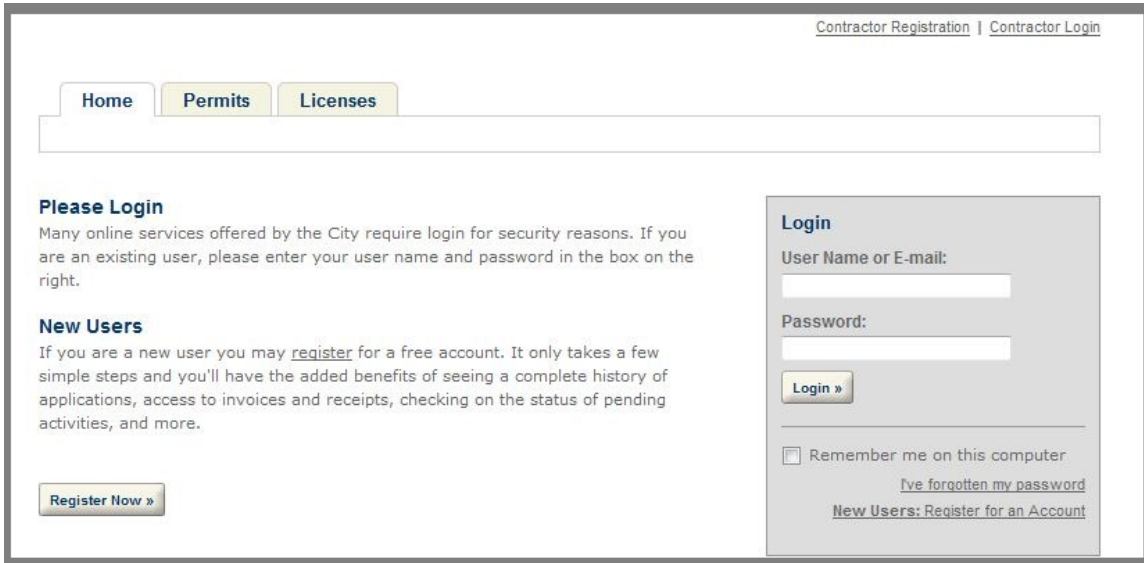 Contractor Registration | Contractor Login
Home Permits Licenses
Please Login
Many online services offered by the City require login for security reasons. If you
are an existing user, please enter your user name and password in the box on the
right.
New Users
If you are a new user you may register for a free account. It only takes a few
simple steps and you'll have the added benefits of seeing a complete history of
applications, access to invoices and receipts, checking on the status of pending
activities, and more.
Register Now »
Login
User Name or E-mail:
Password:
Login »
Remember me on this computer
I've forgotten my password
New Users: Register for an Account